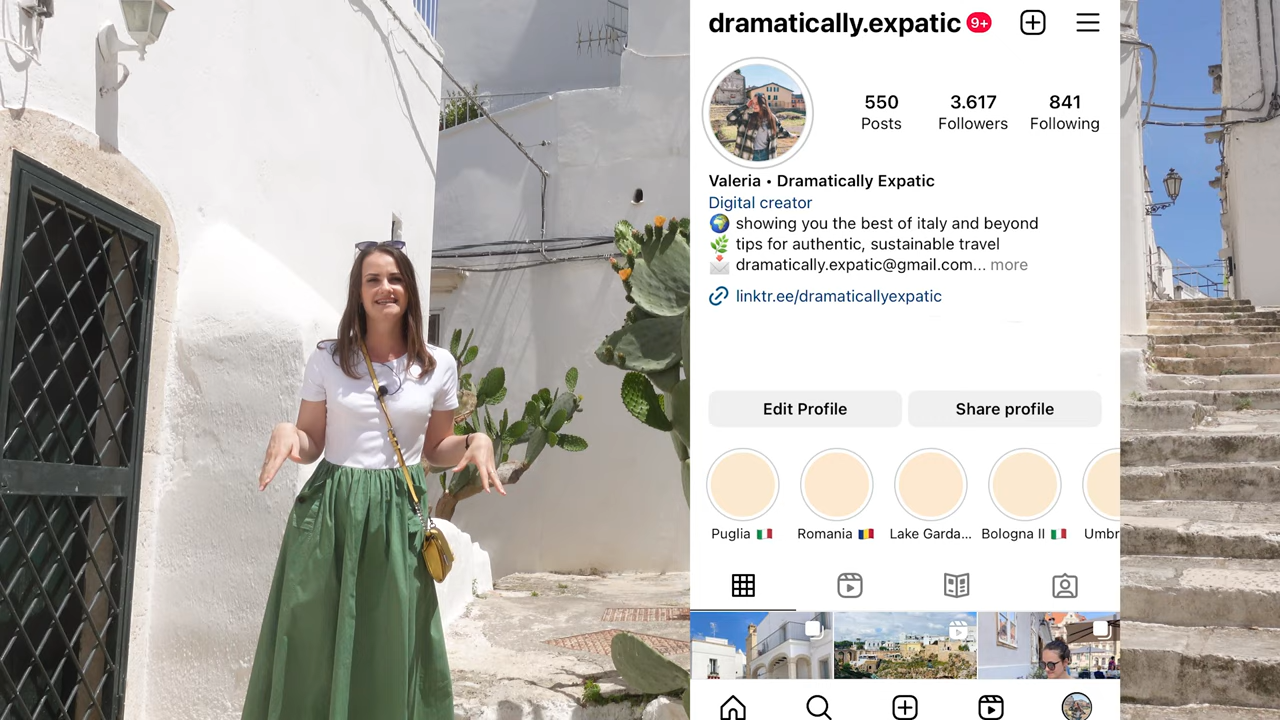 dramatically.expatic 9+
550 3.617 841
Posts Followers Following
Valeria • Dramatically Expatic
Digital creator
🌍 showing you the best of italy and beyond
🌿 tips for authentic, sustainable travel
📩 dramatically.expatic@gmail.com... more
linktr.ee/dramaticallyexpatic
Edit Profile Share profile
Puglia 🇮🇹 Romania 🇷🇴 Lake Garda... Bologna II 🇮🇹 Umbr